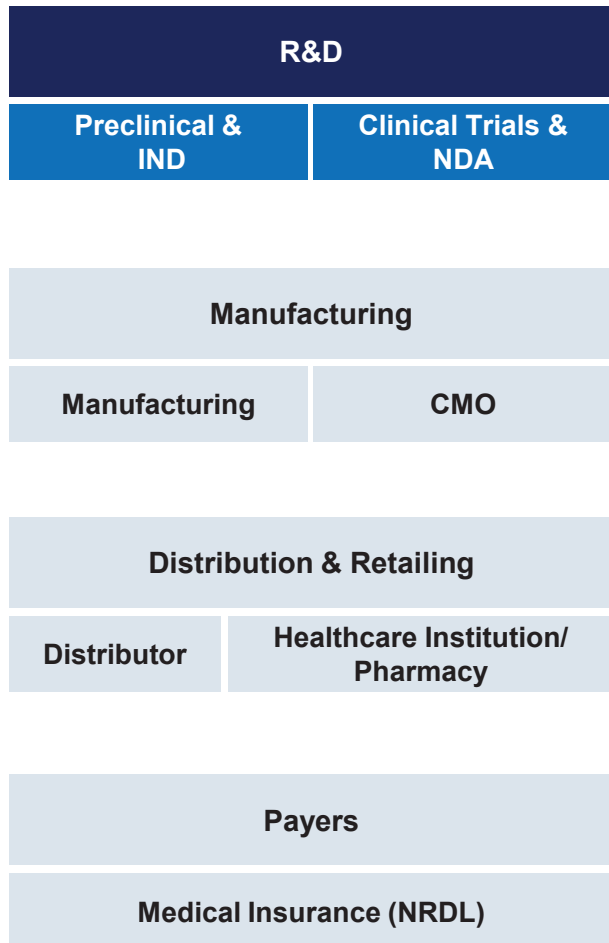 R&D
Preclinical &
IND
Clinical Trials &
NDA
Manufacturing
Manufacturing
CMO
Distribution & Retailing
Distributor
Healthcare Institution/
Pharmacy
Payers
Medical Insurance (NRDL)